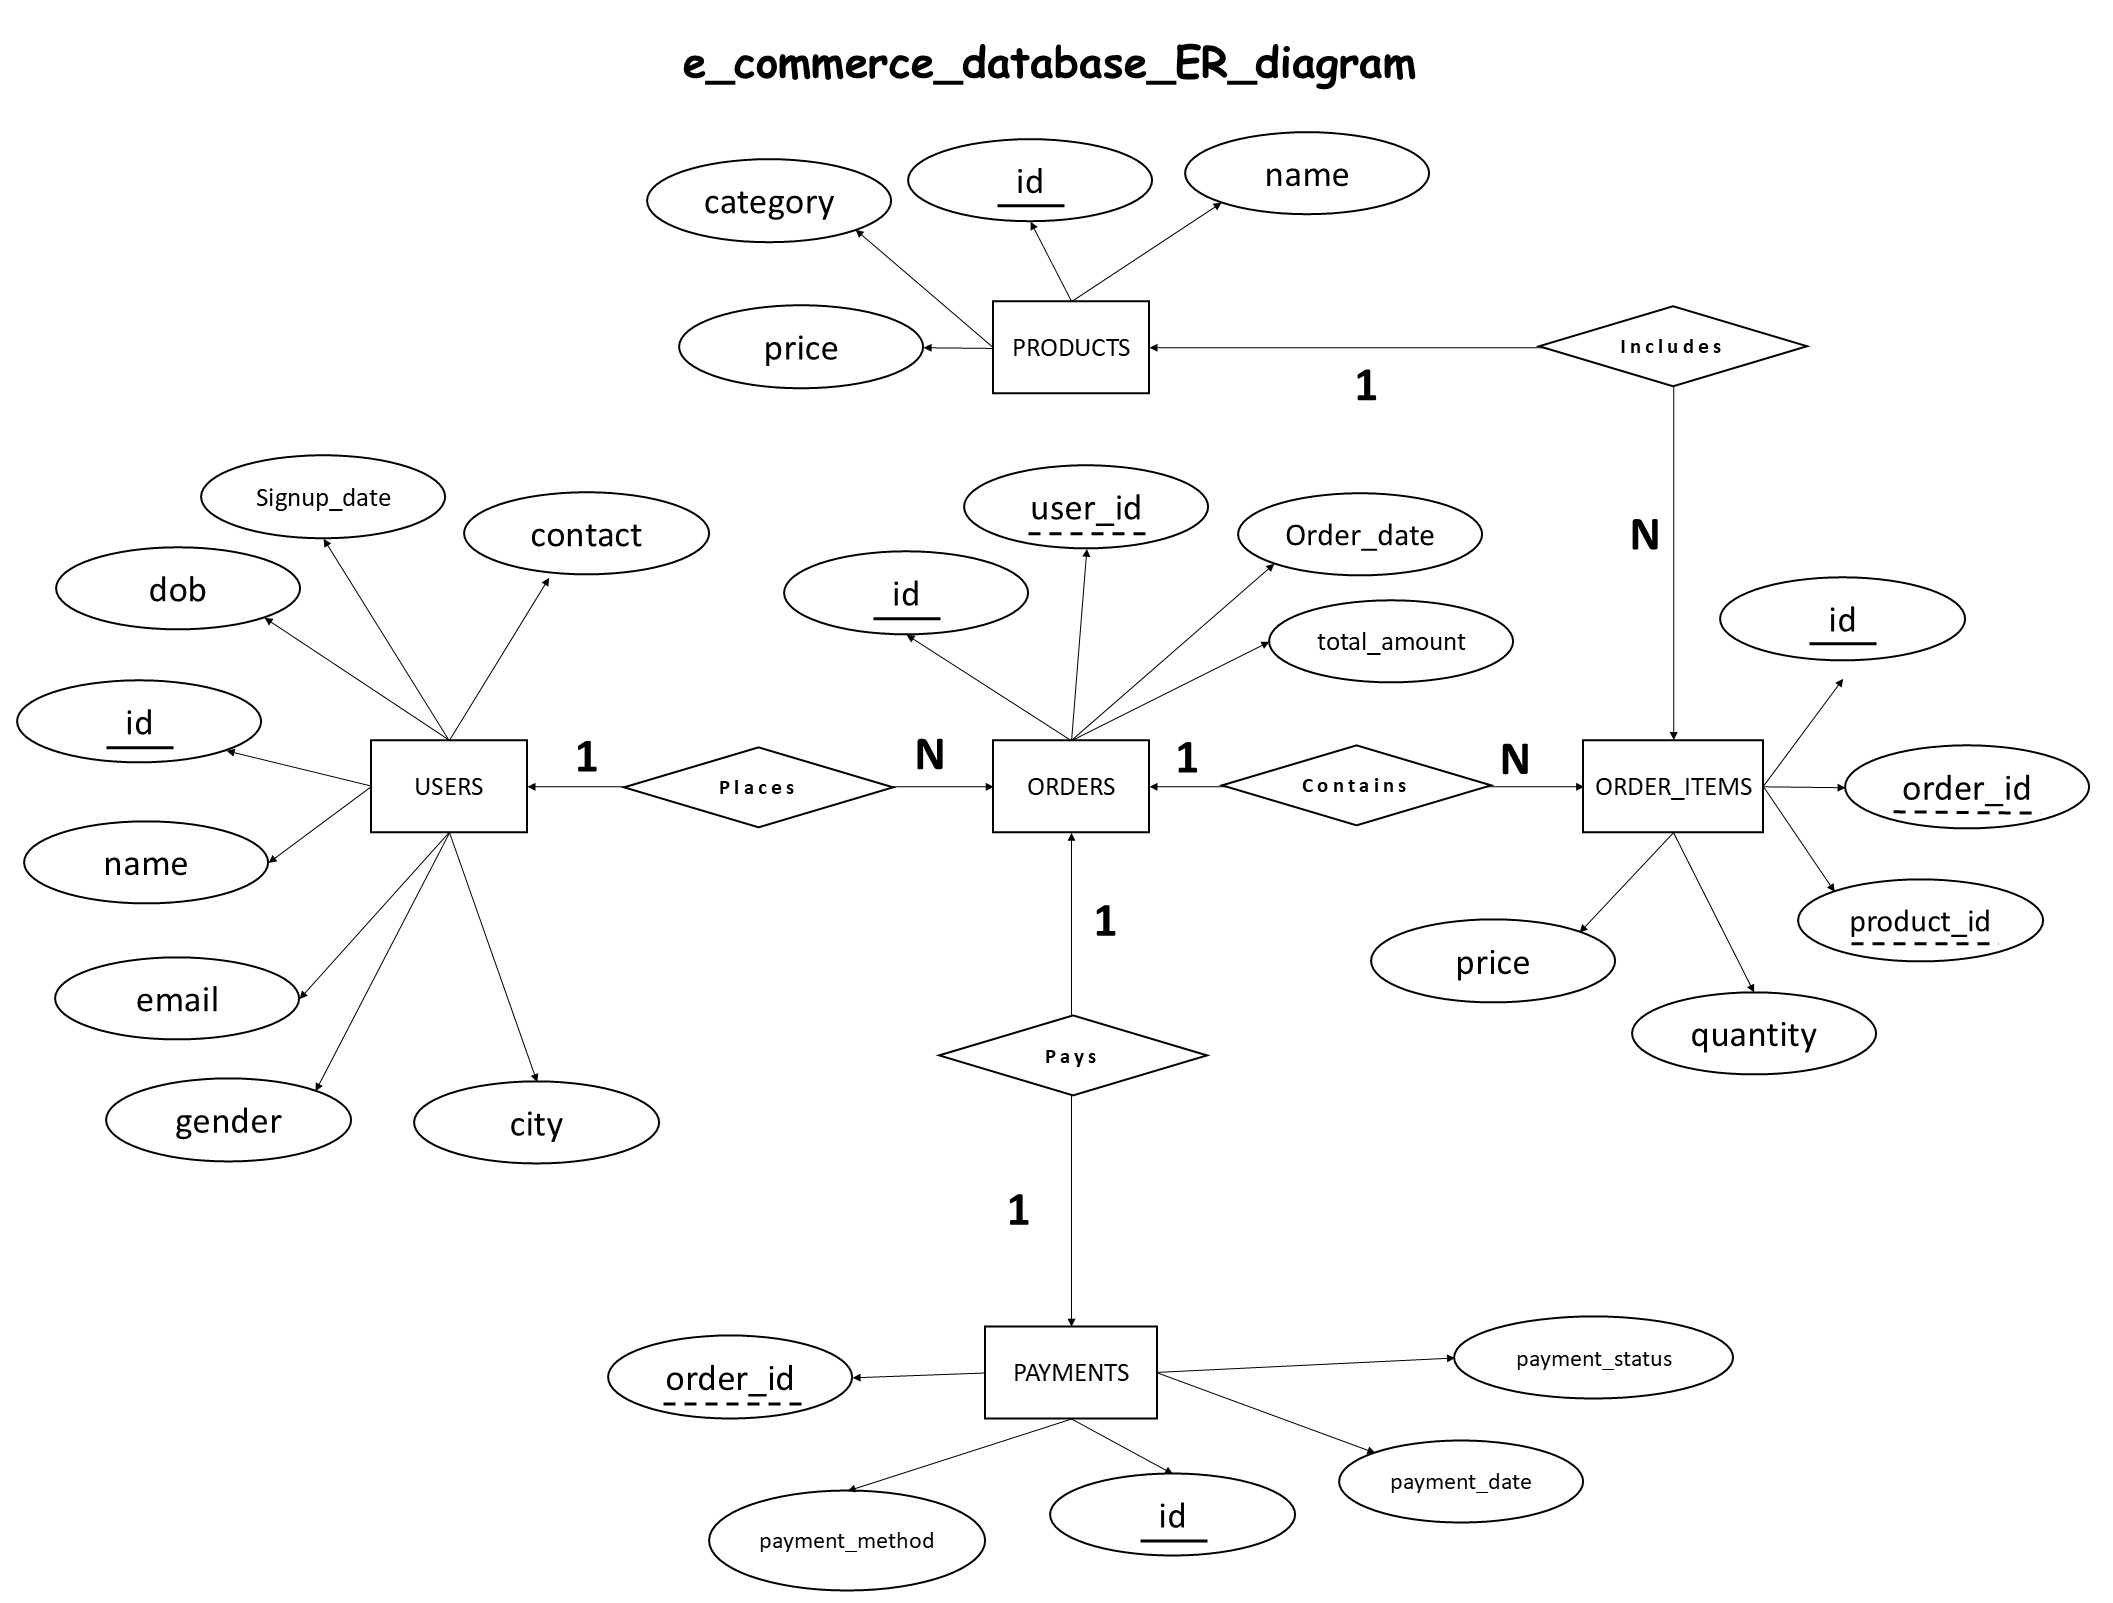 e_commerce_database_ER_diagram
category
id
name
price
PRODUCTS
Includes
1
N
Signup_date
contact
dob
id
USERS
name
email
gender
city
1
Places
N
user_id
Order_date
id
total_amount
ORDERS
1
Contains
N
id
ORDER_ITEMS
order_id
product_id
price
quantity
1
Pays
1
order_id
PAYMENTS
payment_status
payment_date
id
payment_method